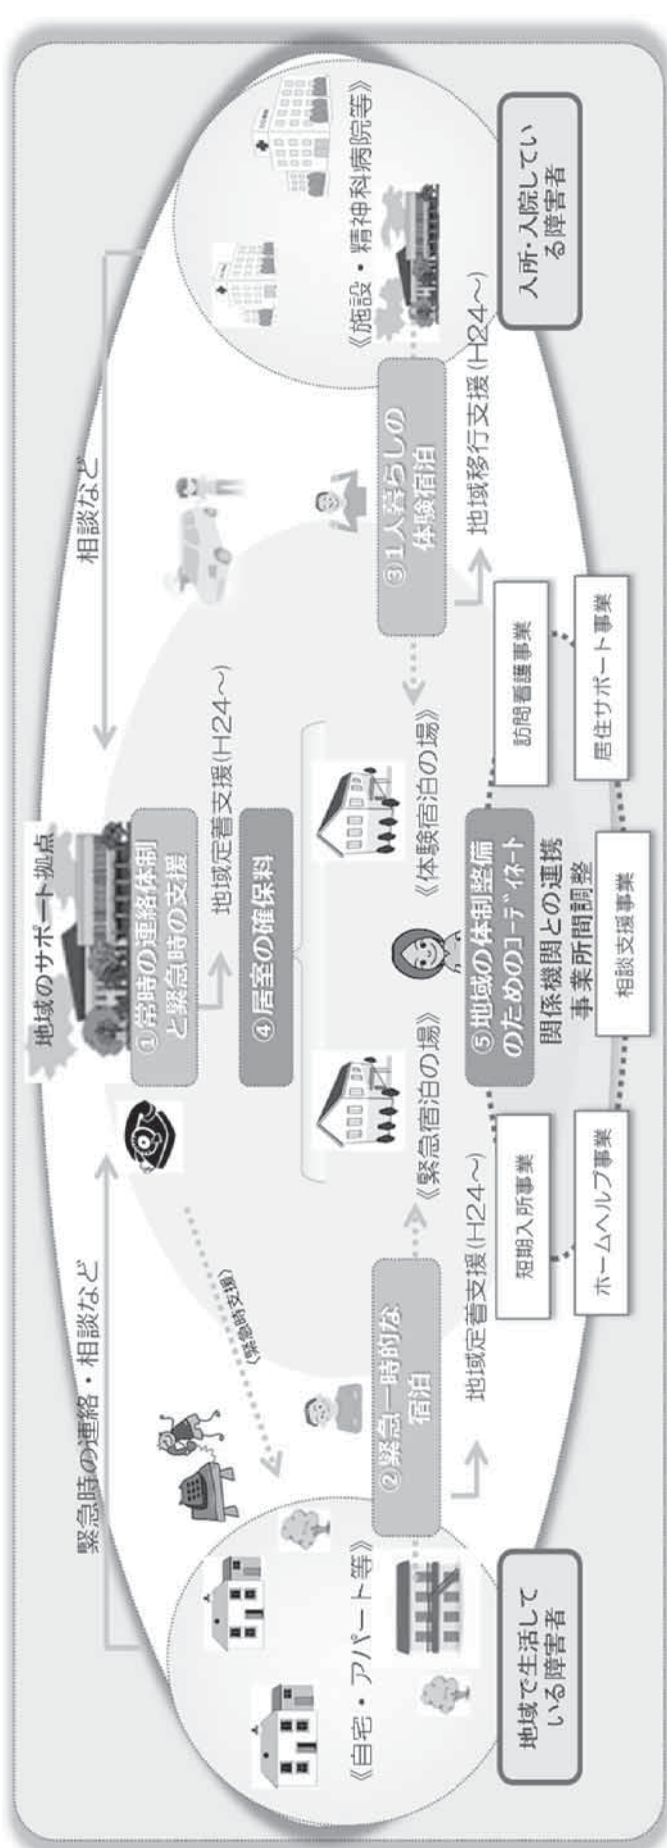 地域のサポート拠点
緊急時の連絡・相談など
相談など
①常時の連絡体制
と緊急時の支援
地域定着支援(H24～)
④居室の確保料
《緊急時支援》
《自宅・アパート等》
②緊急一時的な
宿泊
地域定着支援(H24～)
《緊急宿泊の場》
《体験宿泊の場》
③1人暮らしの
体験宿泊
地域移行支援(H24～)
《施設・精神科病院等》
地域で生活して
いる障害者
⑤地域の体制整備
のためのｺｰﾃﾞｨﾈｰﾄ
関係機関との連携
事業所間調整
短期入所事業
ホームヘルプ事業
相談支援事業
訪問看護事業
居住サポート事業
入所・入院してい
る障害者